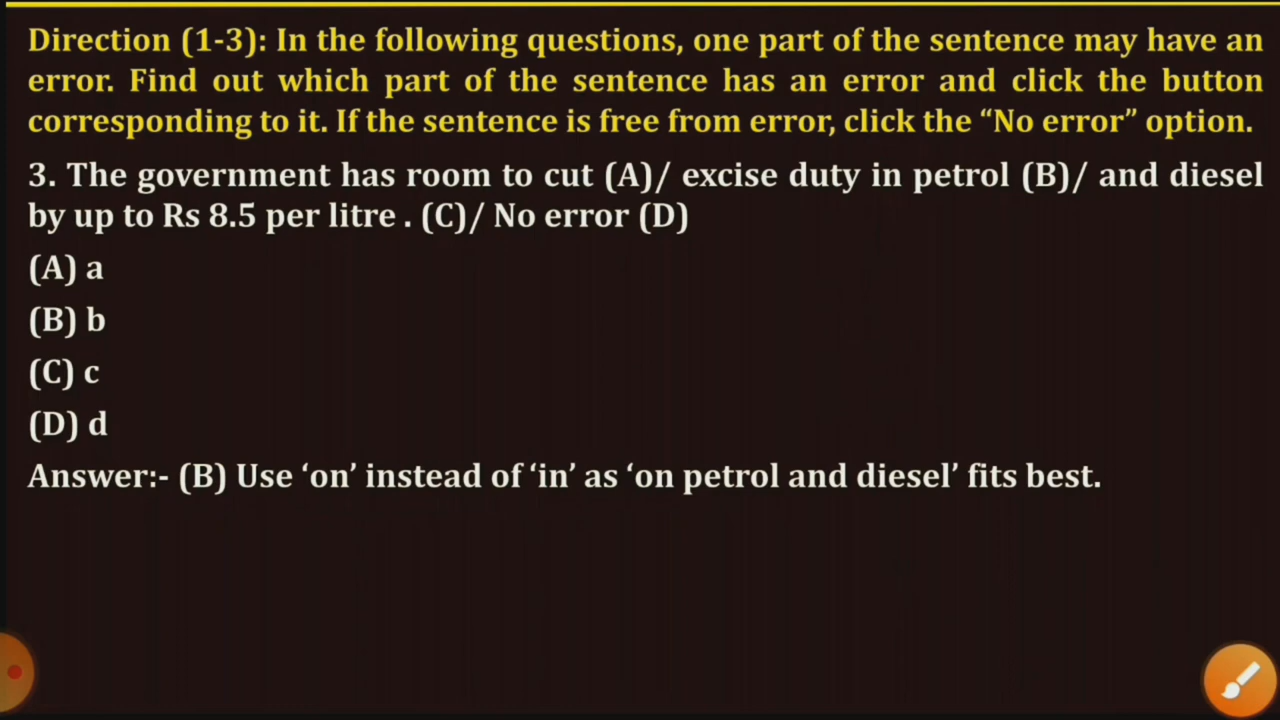 Direction (1-3): In the following questions, one part of the sentence may have an
error. Find out which part of the sentence has an error and click the button
corresponding to it. If the sentence is free from error, click the “No error” option.
3. The government has room to cut (A)/ excise duty in petrol (B)/ and diesel
by up to Rs 8.5 per litre . (C)/ No error (D)
(A) a
(B) b
(C) c
(D) d
Answer:- (B) Use ‘on’ instead of ‘in’ as ‘on petrol and diesel’ fits best.